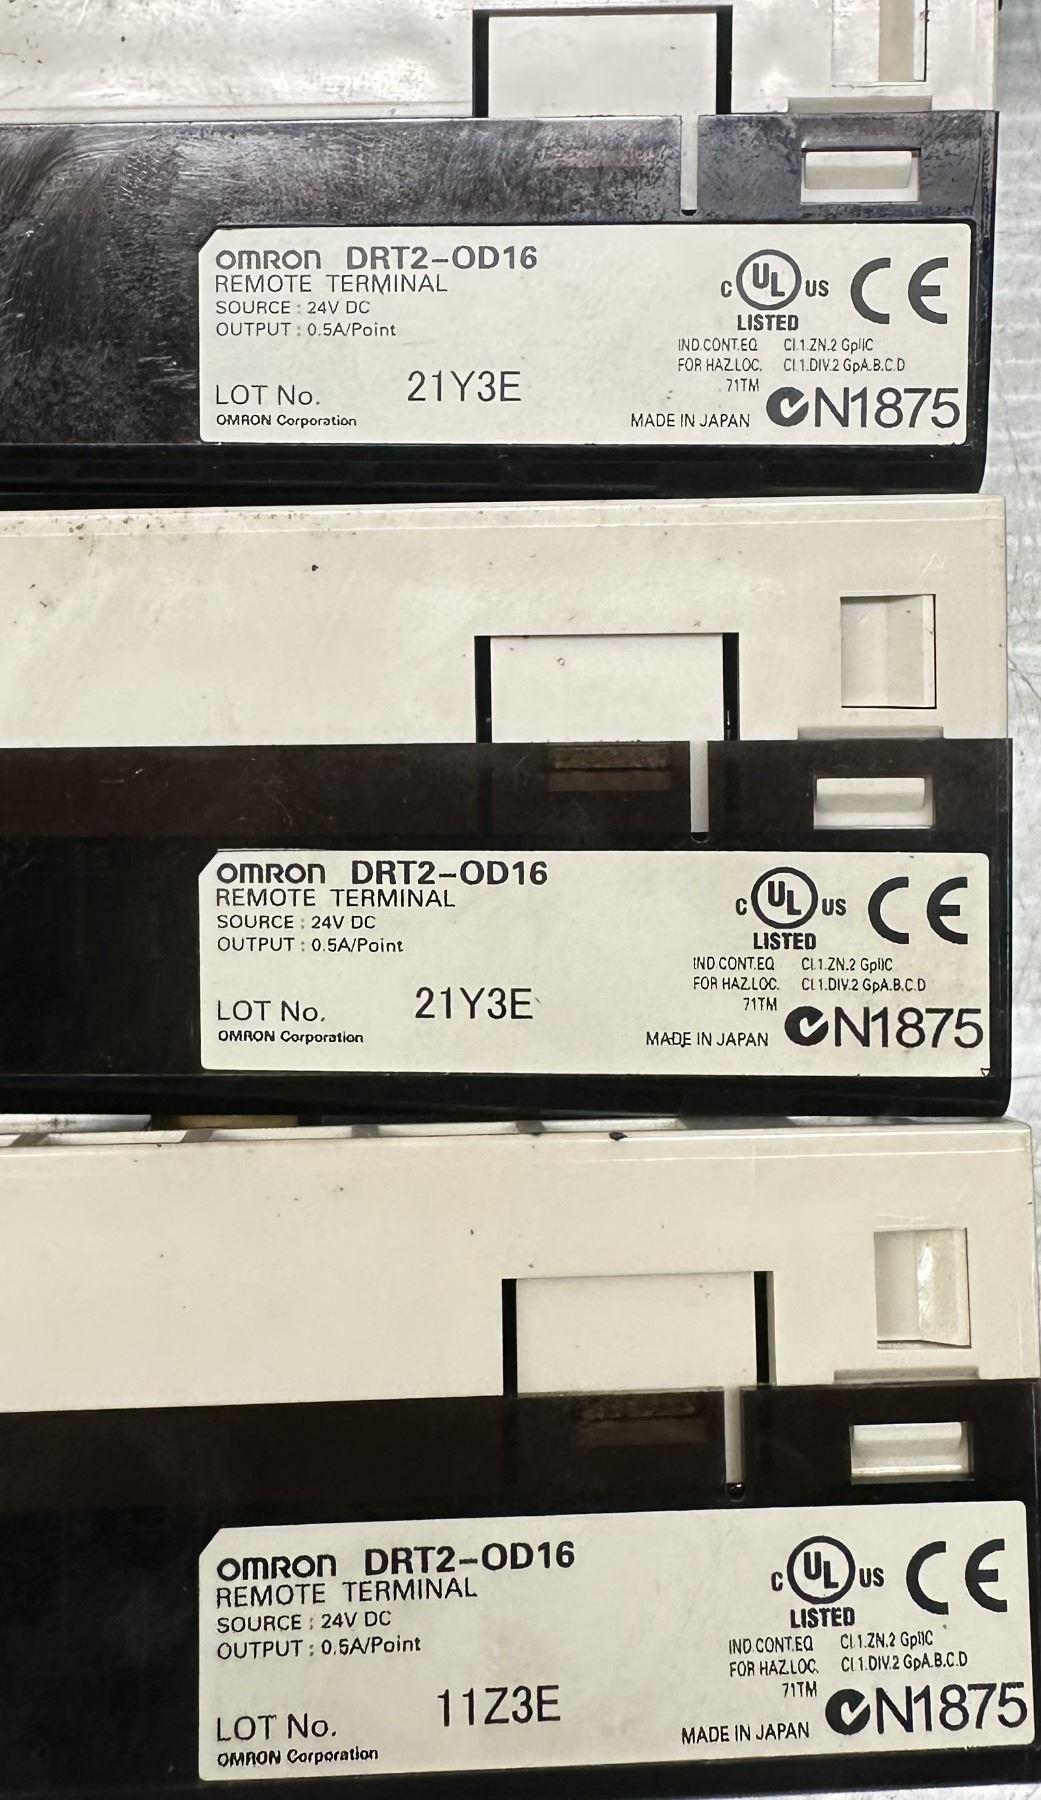 OMRON DRT2-OD16
REMOTE TERMINAL
SOURCE : 24V DC
OUTPUT : 0.5A/Point
LOT No. 21Y3E
OMRON Corporation
C UL US CE
LISTED
IND.CONT.EQ. Cl.1.ZN.2 GpIIC
FOR HAZ.LOC. Cl.1.DIV.2 GpA.B.C.D
71TM
MADE IN JAPAN N1875
OMRON DRT2-OD16
REMOTE TERMINAL
SOURCE : 24V DC
OUTPUT : 0.5A/Point
LOT No. 21Y3E
OMRON Corporation
C UL US CE
LISTED
IND.CONT.EQ. Cl.1.ZN.2 GpIIC
FOR HAZ.LOC. Cl.1.DIV.2 GpA.B.C.D
71TM
MADE IN JAPAN N1875
OMRON DRT2-OD16
REMOTE TERMINAL
SOURCE : 24V DC
OUTPUT : 0.5A/Point
LOT No. 11Z3E
OMRON Corporation
C UL US CE
LISTED
IND.CONT.EQ. Cl.1.ZN.2 GpIIC
FOR HAZ.LOC. Cl.1.DIV.2 GpA.B.C.D
71TM
MADE IN JAPAN N1875